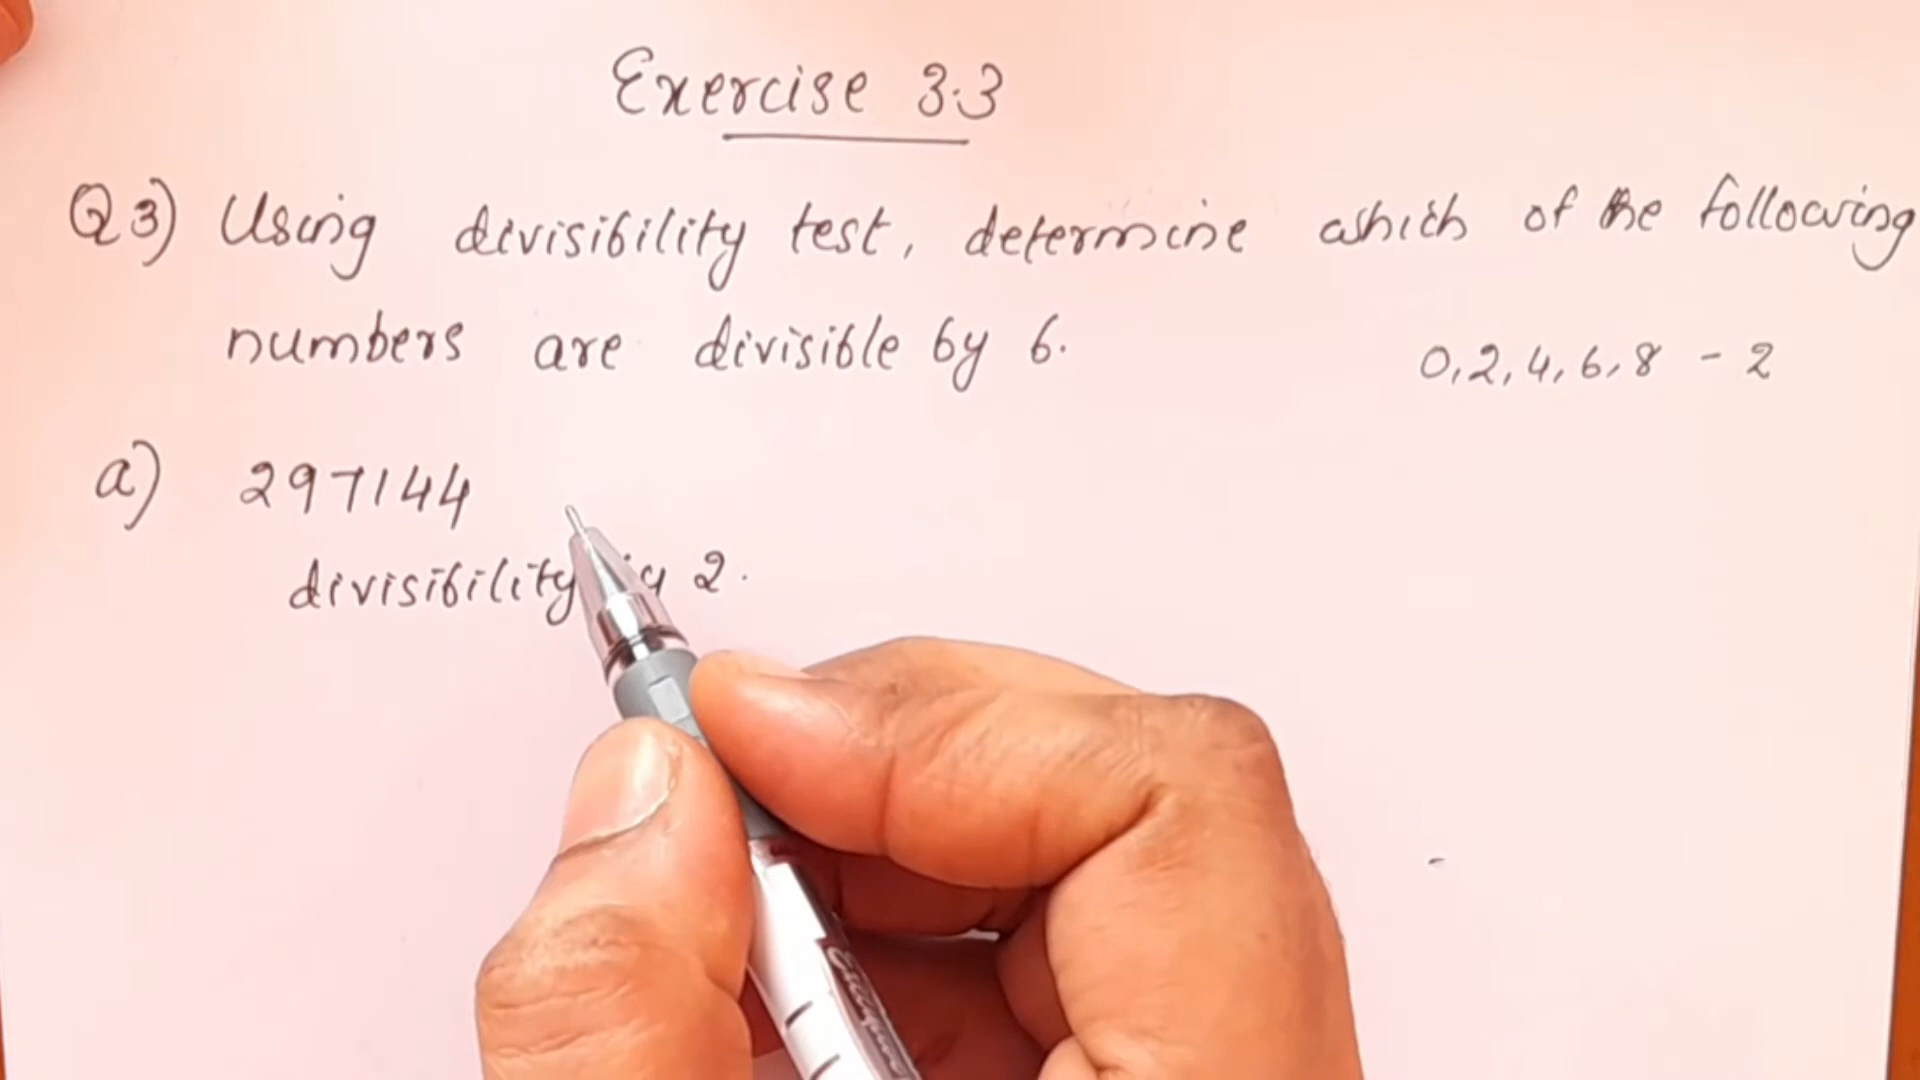 Exercise 3.3
Q3) Using divisibility test, determine which of the following
numbers are divisible by 6.
0,2,4,6,8 - 2
a) 297144
divisibility 2.